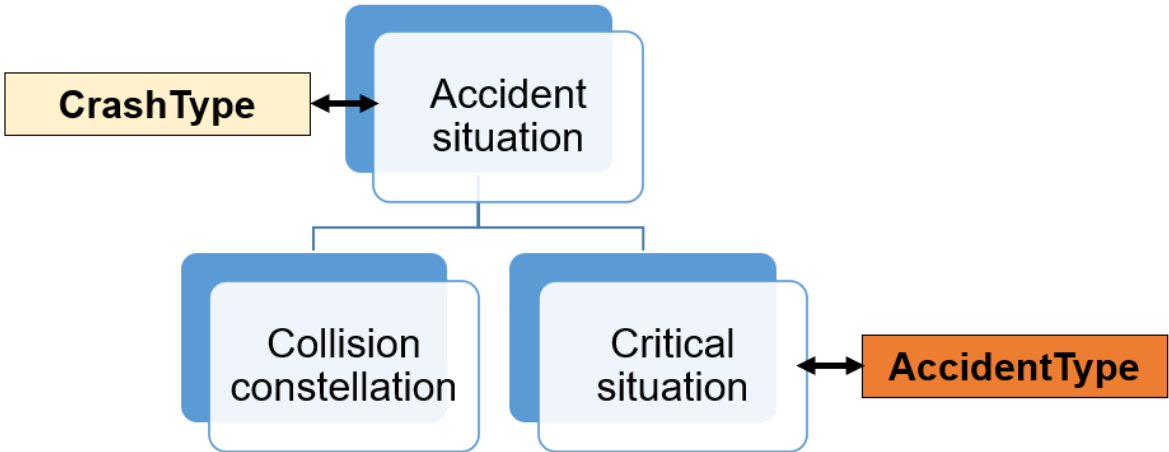 CrashType
Accident
situation
Collision
constellation
Critical
situation
AccidentType